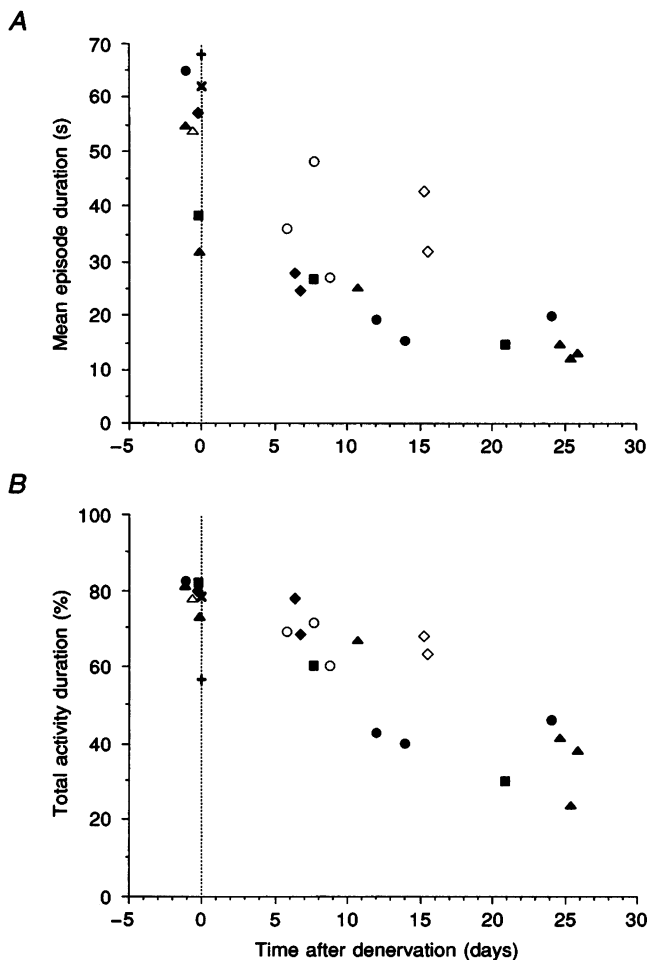 A
Mean episode duration (s)
70
60
50
40
30
20
10
0
−5 0 5 10 15 20 25 30
B
Total activity duration (%)
100
80
60
40
20
0
−5 0 5 10 15 20 25 30
Time after denervation (days)